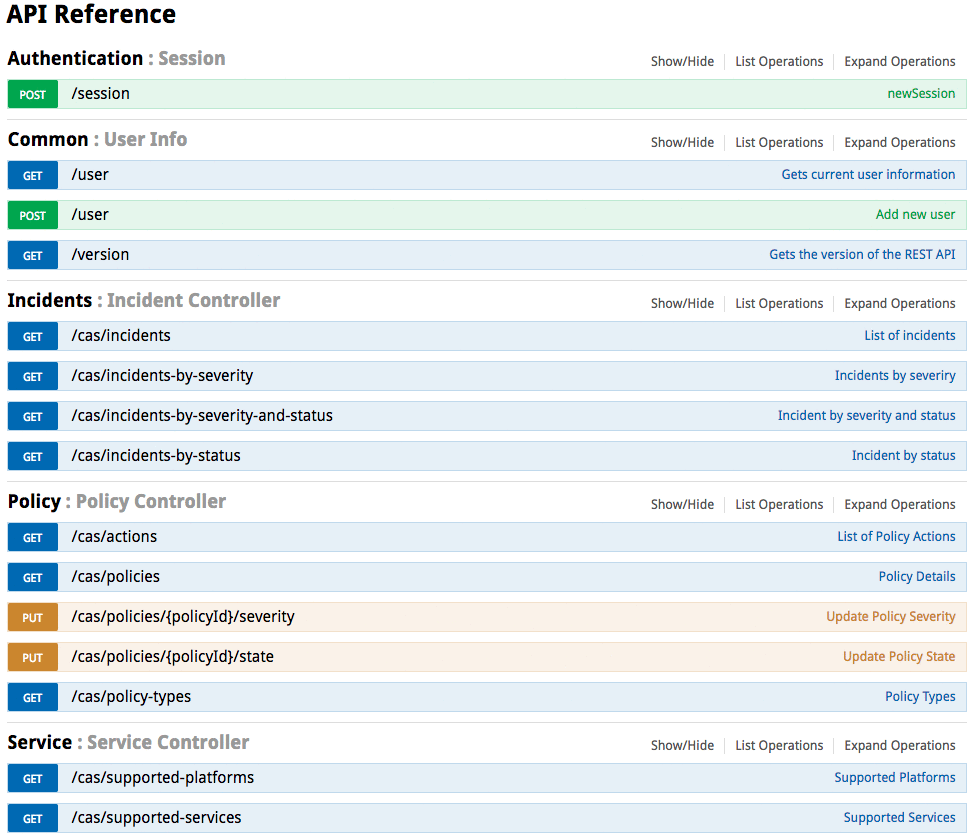 API Reference
Authentication : Session Show/Hide List Operations Expand Operations
POST /session newSession
Common : User Info Show/Hide List Operations Expand Operations
GET /user Gets current user information
POST /user Add new user
GET /version Gets the version of the REST API
Incidents : Incident Controller Show/Hide List Operations Expand Operations
GET /cas/incidents List of incidents
GET /cas/incidents-by-severity Incidents by severiry
GET /cas/incidents-by-severity-and-status Incident by severity and status
GET /cas/incidents-by-status Incident by status
Policy : Policy Controller Show/Hide List Operations Expand Operations
GET /cas/actions List of Policy Actions
GET /cas/policies Policy Details
PUT /cas/policies/{policyId}/severity Update Policy Severity
PUT /cas/policies/{policyId}/state Update Policy State
GET /cas/policy-types Policy Types
Service : Service Controller Show/Hide List Operations Expand Operations
GET /cas/supported-platforms Supported Platforms
GET /cas/supported-services Supported Services